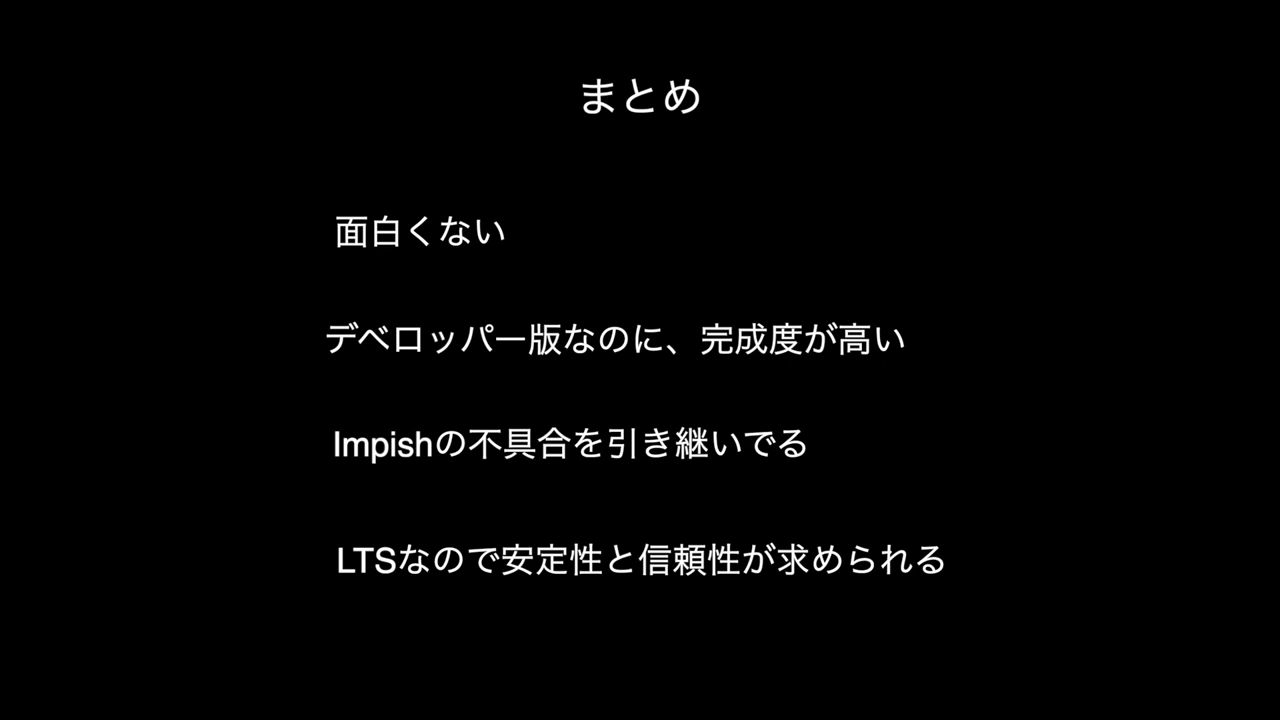 まとめ
面白くない
デベロッパー版なのに、完成度が高い
Impishの不具合を引き継いでる
LTSなので安定性と信頼性が求められる